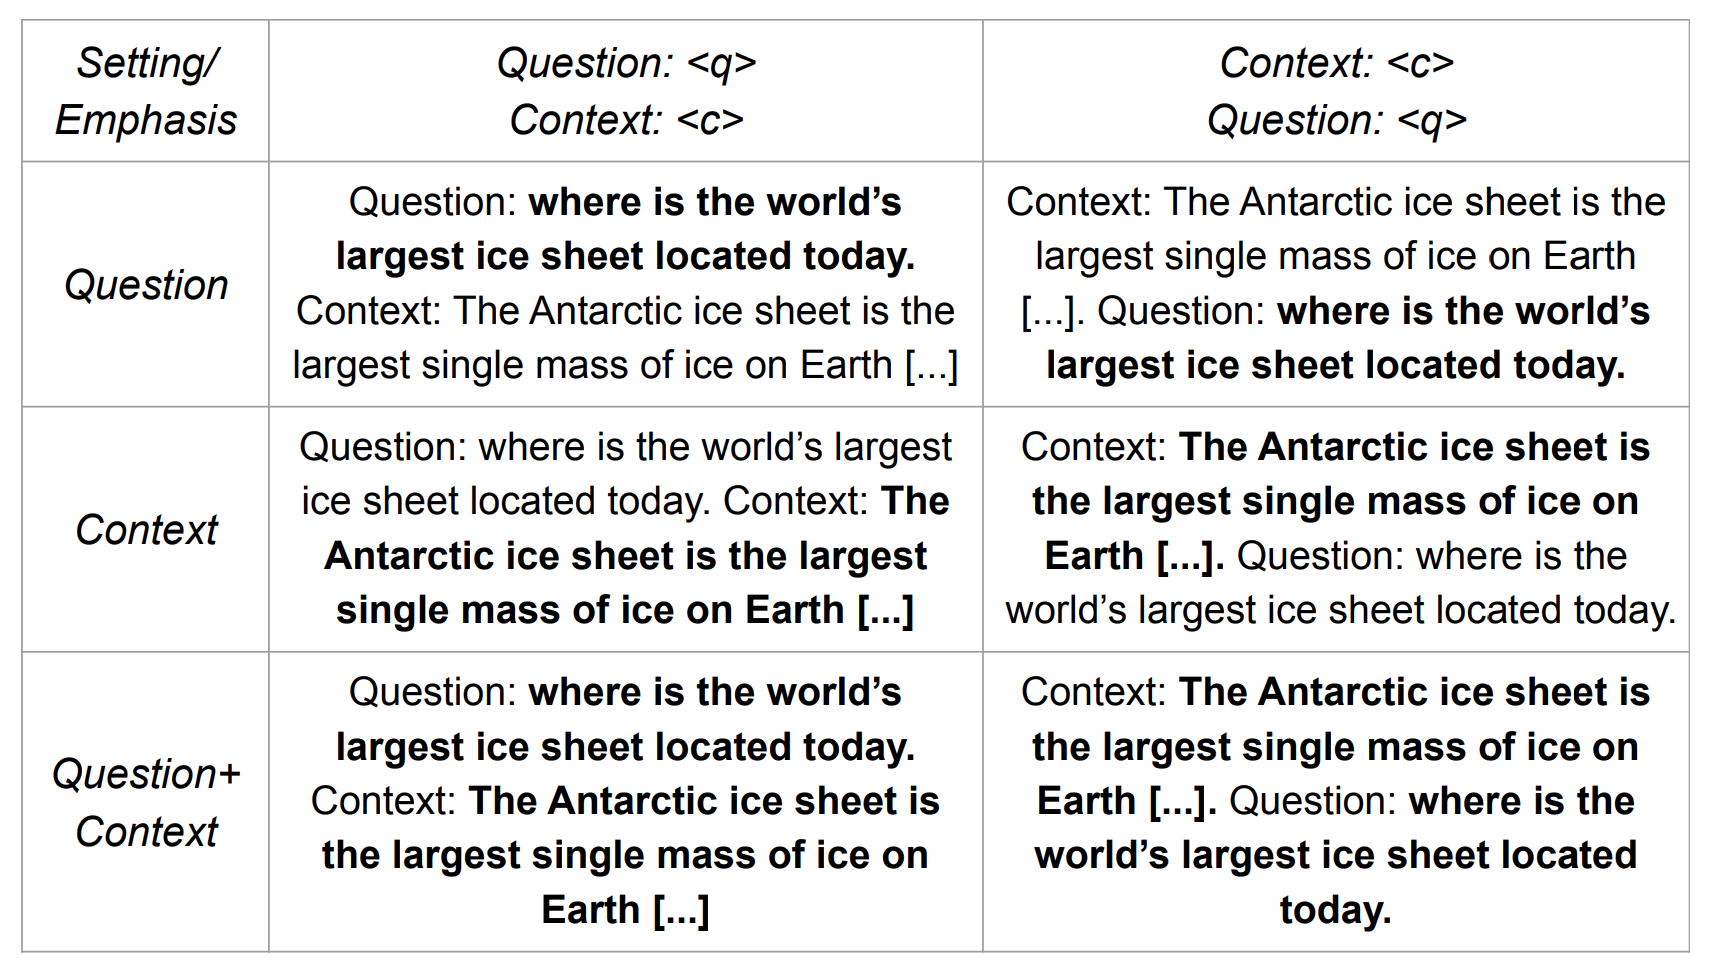 Setting/
Emphasis
Question: <q>
Context: <c>
Context: <c>
Question: <q>
Question
Question: where is the world’s
largest ice sheet located today.
Context: The Antarctic ice sheet is the
largest single mass of ice on Earth [...]
Context: The Antarctic ice sheet is the
largest single mass of ice on Earth
[...]. Question: where is the world’s
largest ice sheet located today.
Context
Question: where is the world’s largest
ice sheet located today. Context: The
Antarctic ice sheet is the largest
single mass of ice on Earth [...]
Context: The Antarctic ice sheet is
the largest single mass of ice on
Earth [...]. Question: where is the
world’s largest ice sheet located today.
Question+
Context
Question: where is the world’s
largest ice sheet located today.
Context: The Antarctic ice sheet is
the largest single mass of ice on
Earth [...]
Context: The Antarctic ice sheet is
the largest single mass of ice on
Earth [...]. Question: where is the
world’s largest ice sheet located
today.